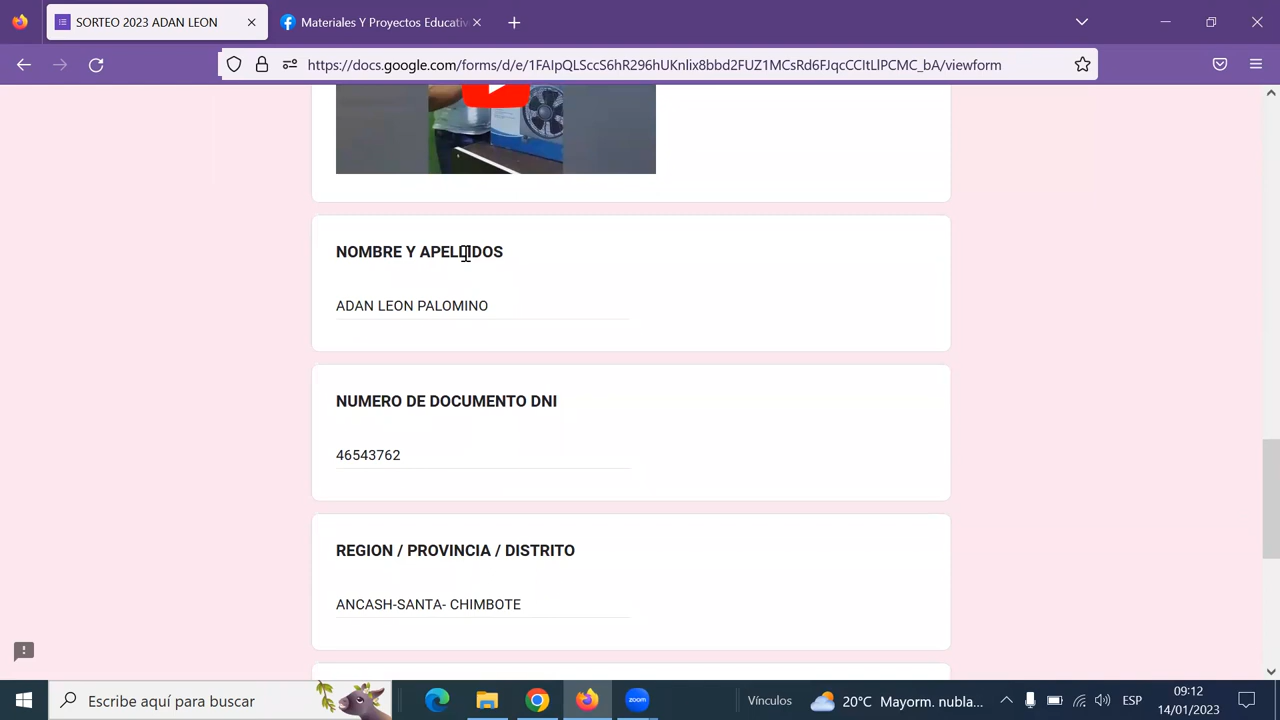 SORTEO 2023 ADAN LEON
Materiales Y Proyectos Educativ
https://docs.google.com/forms/d/e/1FAIpQLSccS6hR296hUKnlix8bbd2FUZ1MCsRd6FJqcCCItLlPCMC_bA/viewform
NOMBRE Y APELLIDOS
ADAN LEON PALOMINO
NUMERO DE DOCUMENTO DNI
46543762
REGION / PROVINCIA / DISTRITO
ANCASH-SANTA- CHIMBOTE
Escribe aquí para buscar
zoom
Vínculos
20°C Mayorm. nubla...
ESP
09:12
14/01/2023